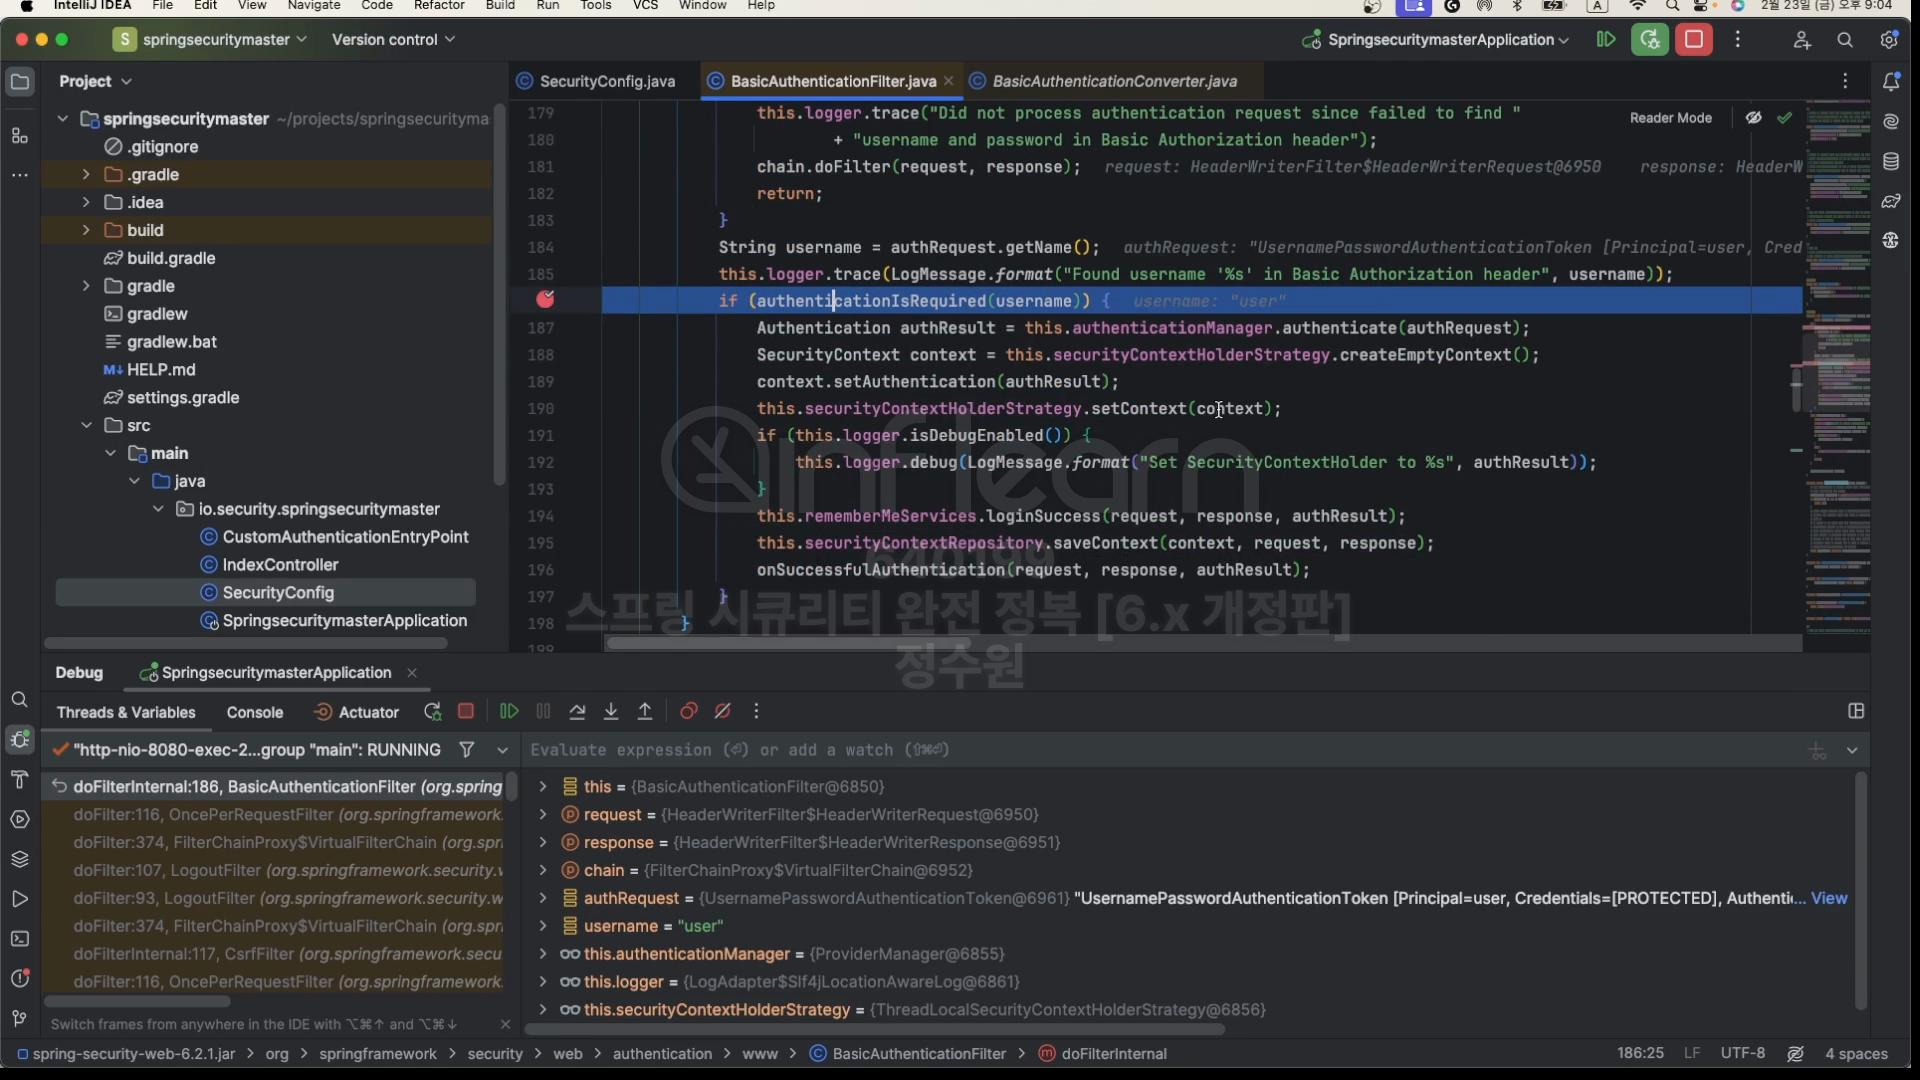 IntelliJ IDEA File Edit View Navigate Code Refactor Build Run Tools VCS Window Help
A 2월 23일 (금) 오후 9:04
S springsecuritymaster Version control SpringsecuritymasterApplication
Project SecurityConfig.java BasicAuthenticationFilter.java BasicAuthenticationConverter.java
springsecuritymaster ~/projects/springsecurityma
.gitignore
.gradle
.idea
build
build.gradle
gradle
gradlew
gradlew.bat
M↓ HELP.md
settings.gradle
src
main
java
io.security.springsecuritymaster
CustomAuthenticationEntryPoint
IndexController
SecurityConfig
SpringsecuritymasterApplication
Reader Mode
179 this.logger.trace("Did not process authentication request since failed to find "
180 + "username and password in Basic Authorization header");
181 chain.doFilter(request, response); request: HeaderWriterFilter$HeaderWriterRequest@6950 response: HeaderW
182 return;
183 }
184 String username = authRequest.getName(); authRequest: "UsernamePasswordAuthenticationToken [Principal=user, Cred
185 this.logger.trace(LogMessage.format("Found username '%s' in Basic Authorization header", username));
if (authenticationIsRequired(username)) { username: "user"
187 Authentication authResult = this.authenticationManager.authenticate(authRequest);
188 SecurityContext context = this.securityContextHolderStrategy.createEmptyContext();
189 context.setAuthentication(authResult);
190 this.securityContextHolderStrategy.setContext(context);
191 if (this.logger.isDebugEnabled()) {
192 this.logger.debug(LogMessage.format("Set SecurityContextHolder to %s", authResult));
193 }
194 this.rememberMeServices.loginSuccess(request, response, authResult);
195 this.securityContextRepository.saveContext(context, request, response);
196 onSuccessfulAuthentication(request, response, authResult);
197 }
198 }
199
inflearn
640199
스프링 시큐리티 완전 정복 [6.x 개정판]
정수원
Debug SpringsecuritymasterApplication
Threads & Variables Console Actuator
"http-nio-8080-exec-2...group "main": RUNNING
Evaluate expression (⏎) or add a watch (⇧⌘⏎)
doFilterInternal:186, BasicAuthenticationFilter (org.spring
doFilter:116, OncePerRequestFilter (org.springframework.
doFilter:374, FilterChainProxy$VirtualFilterChain (org.spr
doFilter:107, LogoutFilter (org.springframework.security.w
doFilter:93, LogoutFilter (org.springframework.security.w
doFilter:374, FilterChainProxy$VirtualFilterChain (org.spr
doFilterInternal:117, CsrfFilter (org.springframework.secu
doFilter:116, OncePerRequestFilter (org.springframework.
Switch frames from anywhere in the IDE with ⌥⌘↑ and ⌥⌘↓
this = {BasicAuthenticationFilter@6850}
request = {HeaderWriterFilter$HeaderWriterRequest@6950}
response = {HeaderWriterFilter$HeaderWriterResponse@6951}
chain = {FilterChainProxy$VirtualFilterChain@6952}
authRequest = {UsernamePasswordAuthenticationToken@6961} "UsernamePasswordAuthenticationToken [Principal=user, Credentials=[PROTECTED], Authenti... View
username = "user"
this.authenticationManager = {ProviderManager@6855}
this.logger = {LogAdapter$Slf4jLocationAwareLog@6861}
this.securityContextHolderStrategy = {ThreadLocalSecurityContextHolderStrategy@6856}
spring-security-web-6.2.1.jar > org > springframework > security > web > authentication > www > BasicAuthenticationFilter > doFilterInternal
186:25 LF UTF-8 4 spaces